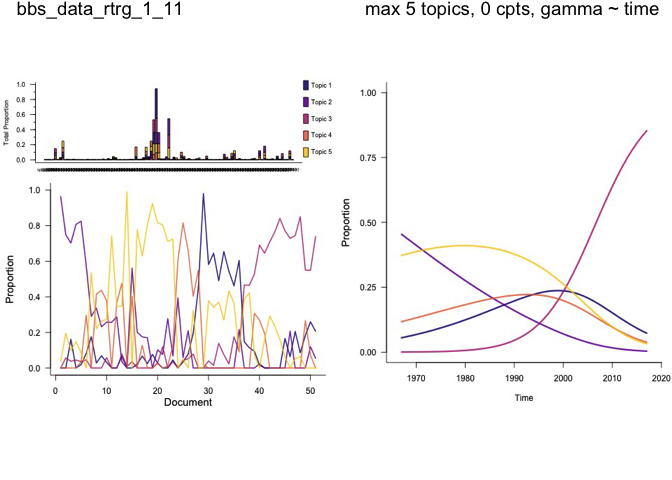 bbs_data_rtrg_1_11
max 5 topics, 0 cpts, gamma ~ time
Total Proportion
1.0
0.8
0.6
0.4
0.2
0.0
Topic 1
Topic 2
Topic 3
Topic 4
Topic 5
Proportion
1.0
0.8
0.6
0.4
0.2
0.0
0
10
20
30
40
50
Document
Proportion
1.00
0.75
0.50
0.25
0.00
1970
1980
1990
2000
2010
2020
Time